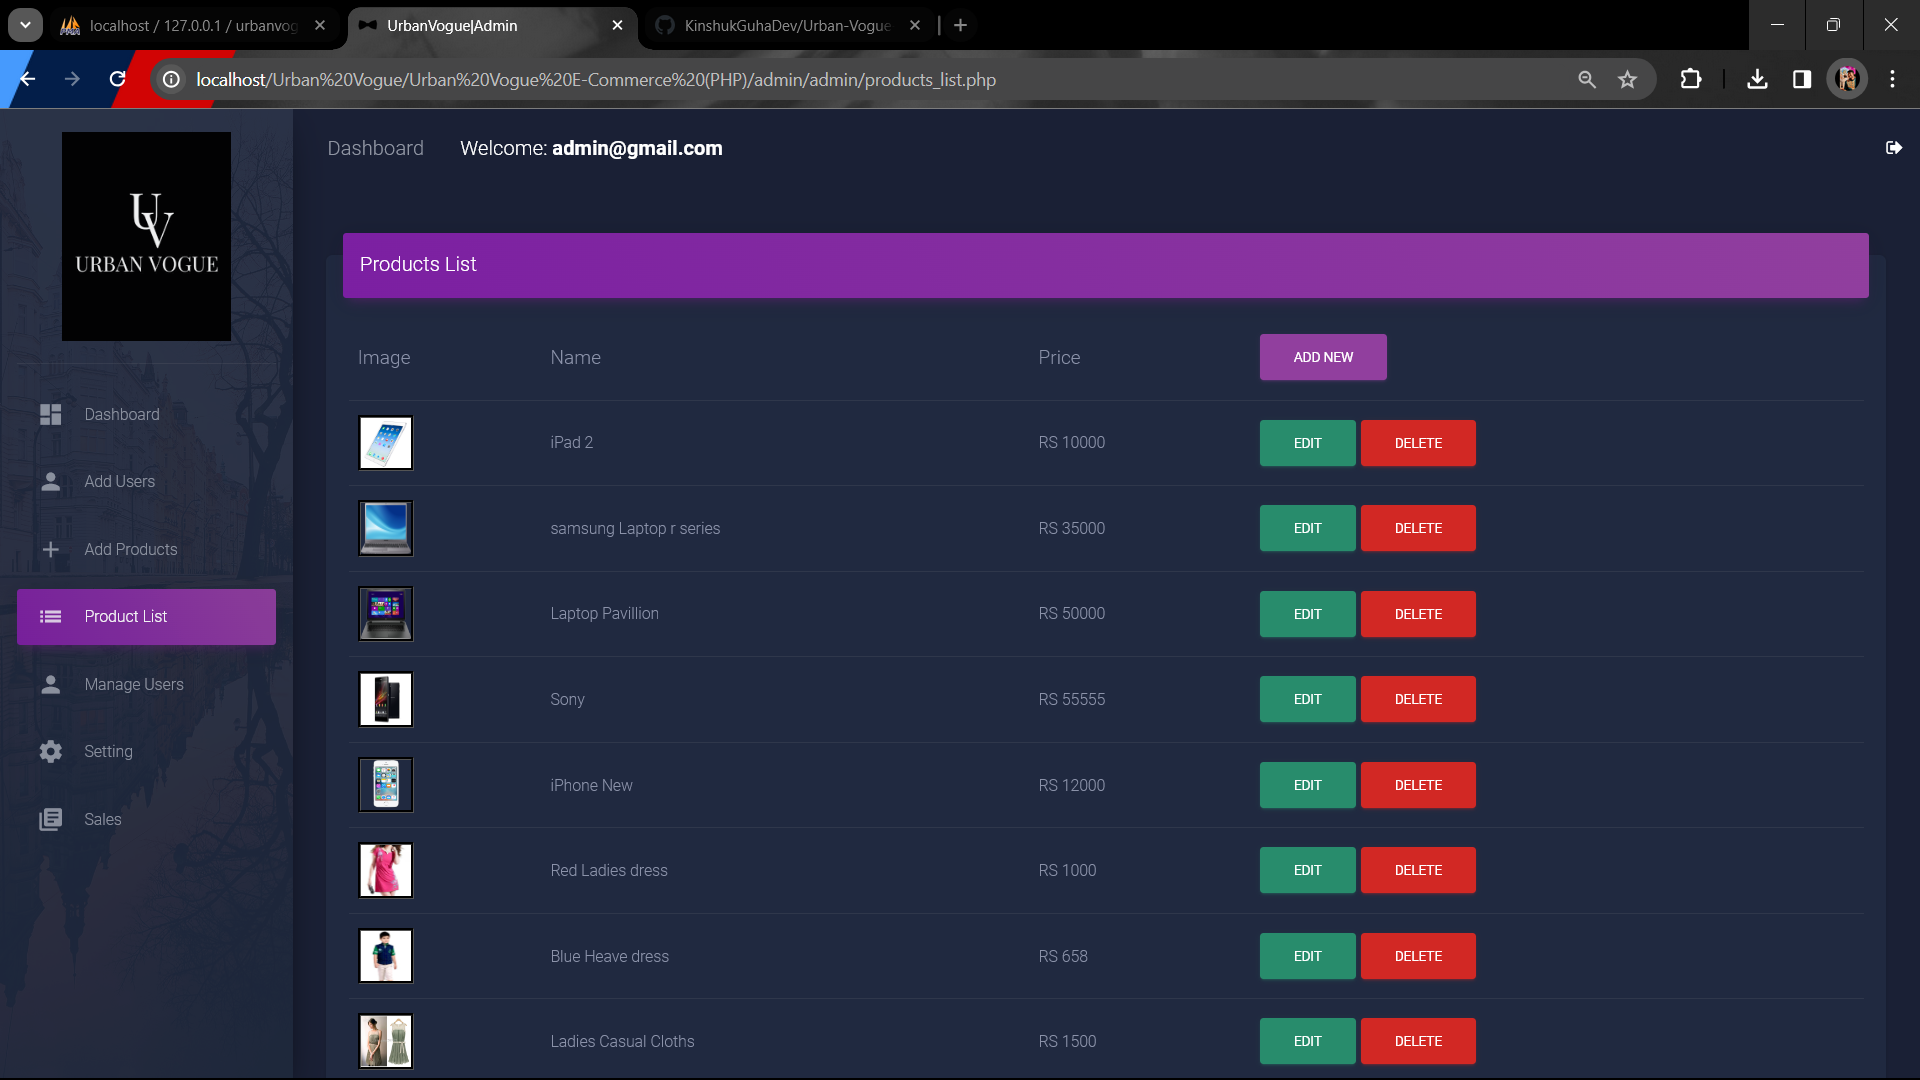 localhost / 127.0.0.1 / urbanvog
UrbanVogue|Admin
KinshukGuhaDev/Urban-Vogue
localhost/Urban%20Vogue/Urban%20Vogue%20E-Commerce%20(PHP)/admin/admin/products_list.php
UV
URBAN VOGUE
Dashboard
Add Users
Add Products
Product List
Manage Users
Setting
Sales
Dashboard Welcome: admin@gmail.com
Products List
Image Name Price ADD NEW
iPad 2 RS 10000 EDIT DELETE
samsung Laptop r series RS 35000 EDIT DELETE
Laptop Pavillion RS 50000 EDIT DELETE
Sony RS 55555 EDIT DELETE
iPhone New RS 12000 EDIT DELETE
Red Ladies dress RS 1000 EDIT DELETE
Blue Heave dress RS 658 EDIT DELETE
Ladies Casual Cloths RS 1500 EDIT DELETE